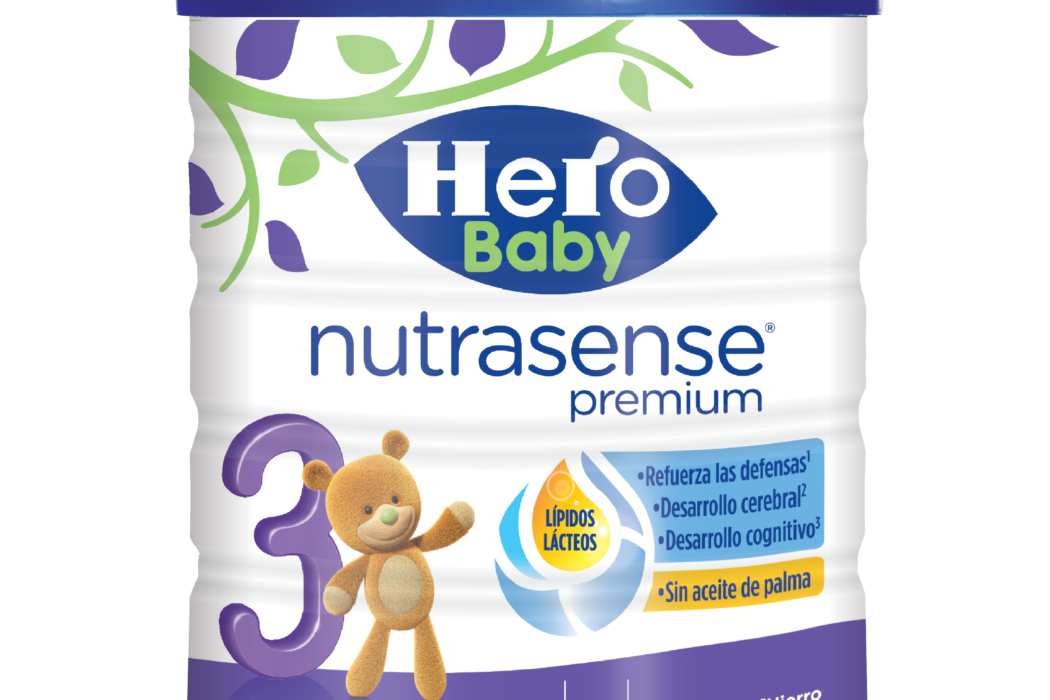 Hero
Baby
nutrasense®
premium
3
LÍPIDOS
LÁCTEOS
•Refuerza las defensas¹
•Desarrollo cerebral²
•Desarrollo cognitivo³
•Sin aceite de palma